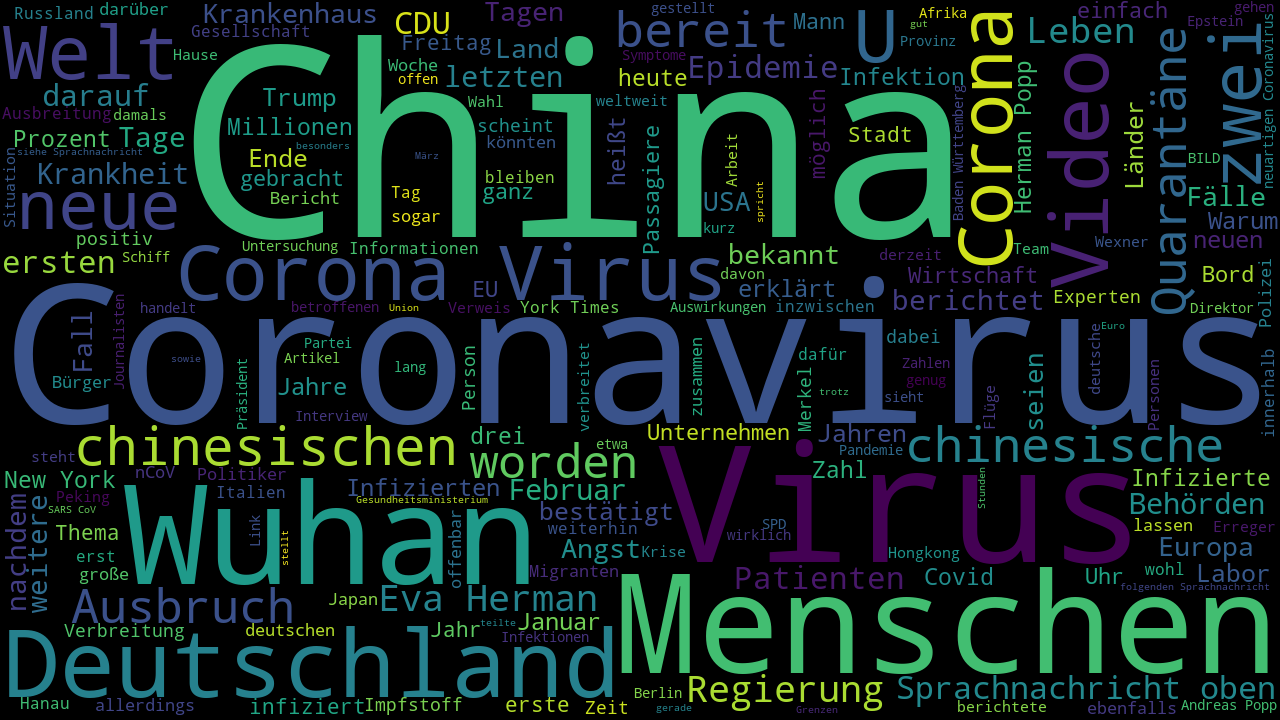 Russland
darüber
Krankenhaus
CDU
Tagen
gestellt
Afrika
einfach
gehen
Welt
Gesellschaft
Freitag
Land
bereit
Mann
U
gut
Provinz
Leben
Epstein
Hause
Woche
offen
letzten
heute
Symptome
Epidemie
Infektion
corona
Video
Quarantäne
zwei
neuartigen Coronavirus
darauf
Ausbreitung
damals
Trump
Millionen
Wahl
weltweit
China
Prozent
Tage
siehe Sprachnachricht
besonders
scheint
könnten
heißt
möglich
Stadt
Herman Popp
Länder
BILD
Situation
Krankheit
Ende
gebracht
Bericht
März
Tag
sogar
bleiben
ganz
Passagiere
USA
kurz
Arbeit
spricht
Baden Württemberg
Fälle
Warum
neue
neuen
positiv
ersten
Schiff
Untersuchung
Informationen
bekannt
davon
derzeit
Team
Wexner
Bord
Polizei
Corona Virus
EU
erklärt
Wirtschaft
berichtet
Experten
Direktor
Fall
Journalisten
handelt
betroffenen
Union
Verweis
York Times
Auswirkungen
inzwischen
Coronavirus
Bürger
sowie
Partei
Artikel
lang
dabei
dafür
Zahlen
genug
Euro
Präsident
Jahre
Interview
Person
verbreitet
zusammen
Merkel
trotz
sieht
Flüge
seien
deutsche
Personen
innerhalb
steht
chinesischen
drei
etwa
Unternehmen
Jahren
Pandemie
chinesische
worden
New York
nCoV
Politiker
Peking
SARS CoV
Italien
Infizierten
Gesundheitsministerium
Februar
Zahl
Virus
Stunden
Infizierte
Behörden
nachdem
weitere
Thema
Wuhan
Link
stellt
offenbar
bestätigt
weiterhin
SPD
wirklich
lassen
Erreger
erst
große
Angst
Krise
Hongkong
Europa
Migranten
Patienten
Covid
Uhr
wohl
Labor
Ausbruch
Japan
Eva Herman
Januar
Menschen
folgenden Sprachnachricht
Verbreitung
deutschen
Jahr
teilte
Infektionen
Deutschland
Hanau
allerdings
infiziert
Impfstoff
erste
Zeit
Berlin
gerade
Regierung
Grenzen
Sprachnachricht oben
berichtete
ebenfalls
Andreas Popp